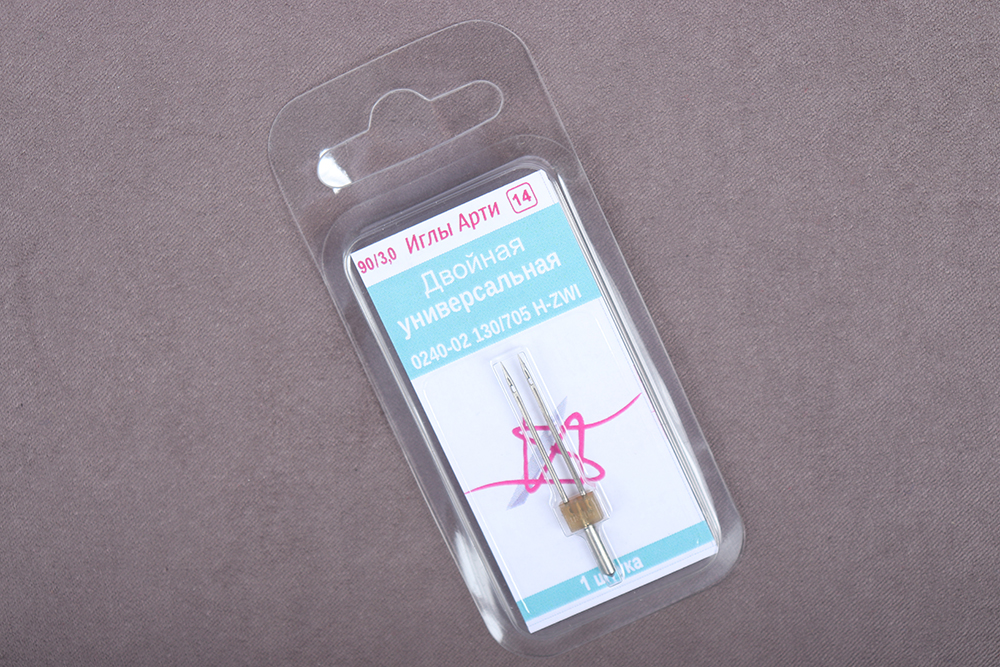 90/3,0 Иглы Арти 14
Двойная
универсальная
0240-02 130/705 H-ZWI
1 штука